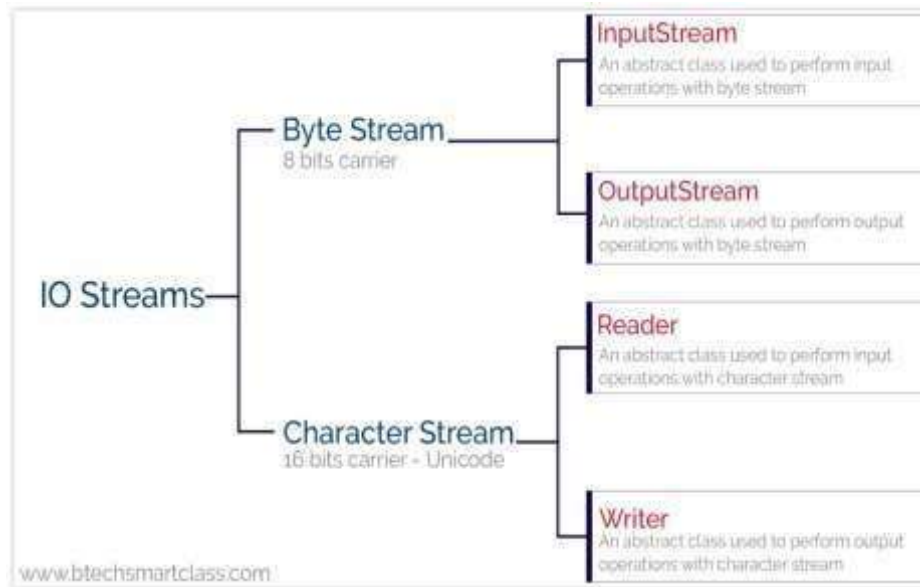 InputStream
An abstract class used to perform input
operations with byte stream
Byte Stream
8 bits carrier
OutputStream
An abstract class used to perform output
operations with byte stream
IO Streams
Reader
An abstract class used to perform input
operations with character stream
Character Stream
16 bits carrier - Unicode
Writer
An abstract class used to perform output
operations with character stream
www.btechsmartclass.com